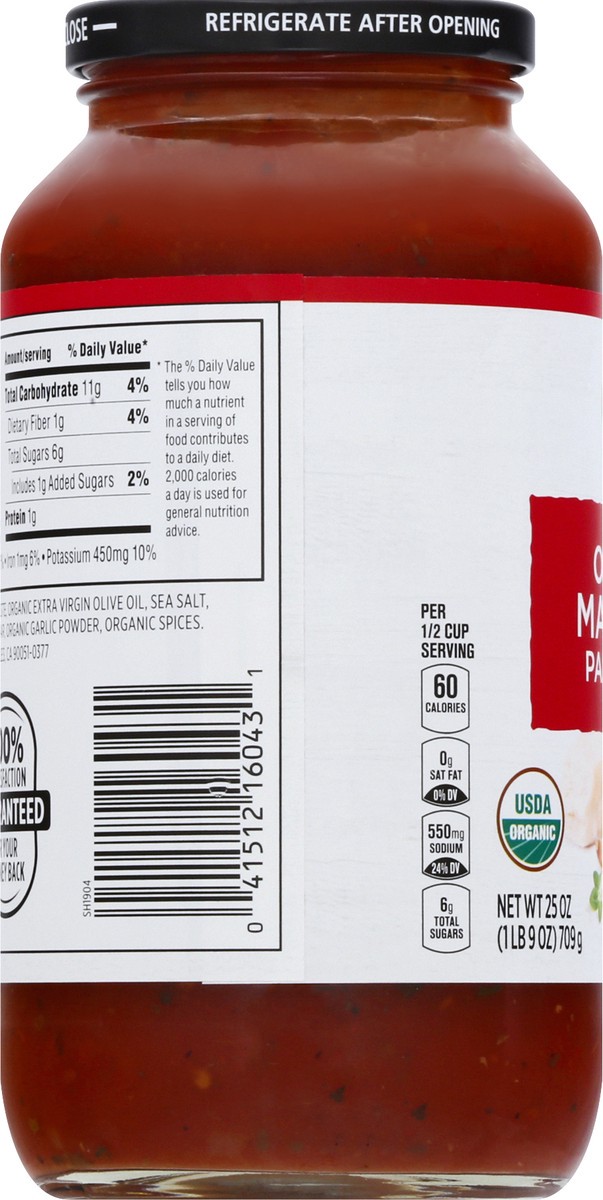 CLOSE — REFRIGERATE AFTER OPENING
Amount/serving % Daily Value*
Total Carbohydrate 11g 4%
Dietary Fiber 1g 4%
Total Sugars 6g
Includes 1g Added Sugars 2%
Protein 1g
• Iron 1mg 6% • Potassium 450mg 10%
* The % Daily Value
tells you how
much a nutrient
in a serving of
food contributes
to a daily diet.
2,000 calories
a day is used for
general nutrition
advice.
ORGANIC EXTRA VIRGIN OLIVE OIL, SEA SALT,
ORGANIC GARLIC POWDER, ORGANIC SPICES.
CA 90051-0377
SH1904
0 41512 16043 1
PER
1/2 CUP
SERVING
60
CALORIES
0g
SAT FAT
0% DV
550mg
SODIUM
24% DV
6g
TOTAL
SUGARS
USDA
ORGANIC
NET WT 25 OZ
(1 LB 9 OZ) 709g